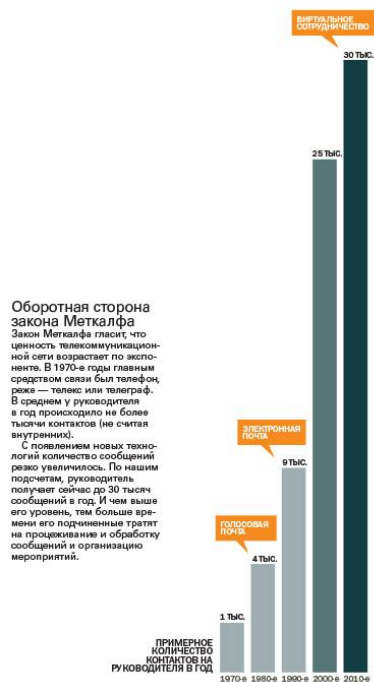 ВИРТУАЛЬНОЕ
СОТРУДНИЧЕСТВО
30 ТЫС.
25 ТЫС.
Оборотная сторона
закона Меткалфа
Закон Меткалфа гласит, что
ценность телекоммуникацион-
ной сети возрастает по экспо-
ненте. В 1970-е годы главным
средством связи был телефон,
реже — телекс или телеграф.
В среднем у руководителя
в год происходило не более
тысячи контактов (не считая
внутренних).
С появлением новых техно-
логий количество сообщений
резко увеличилось. По нашим
подсчетам, руководитель
получает сейчас до 30 тысяч
сообщений в год. И чем выше
его уровень, тем больше вре-
мени его подчиненные тратят
на процеживание и обработку
сообщений и организацию
мероприятий.
ЭЛЕКТРОННАЯ
ПОЧТА
9 ТЫС.
ГОЛОСОВАЯ
ПОЧТА
4 ТЫС.
1 ТЫС.
ПРИМЕРНОЕ
КОЛИЧЕСТВО
КОНТАКТОВ НА
РУКОВОДИТЕЛЯ В ГОД
1970-е 1980-е 1990-е 2000-е 2010-е